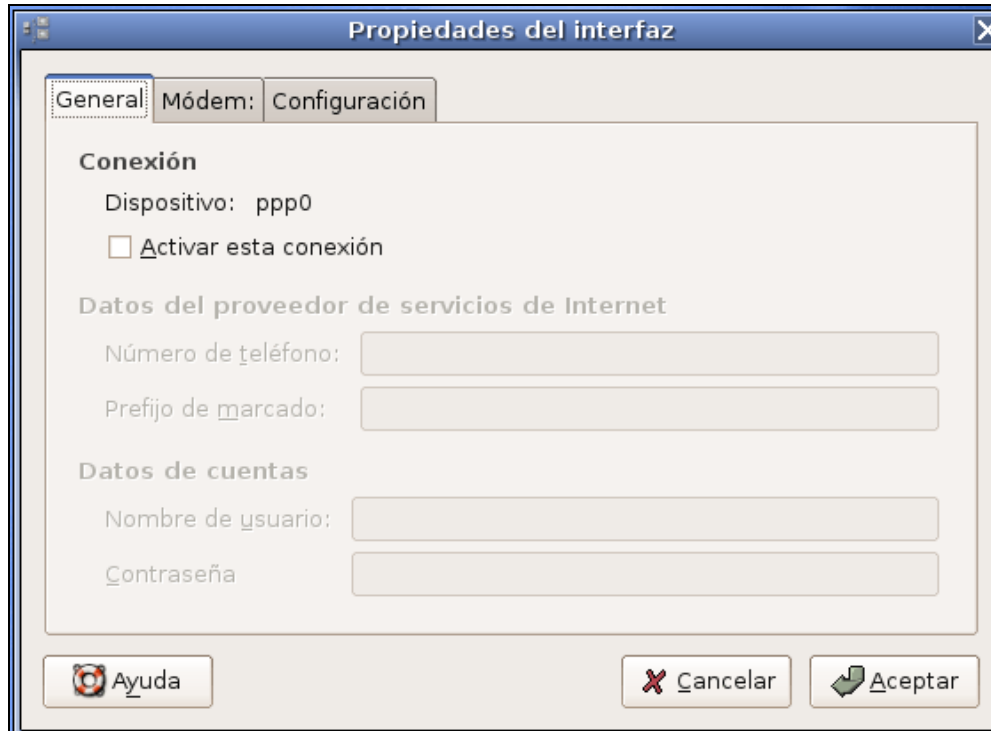 Propiedades del interfaz
General Módem: Configuración
Conexión
Dispositivo: ppp0
Activar esta conexión
Datos del proveedor de servicios de Internet
Número de teléfono:
Prefijo de marcado:
Datos de cuentas
Nombre de usuario:
Contraseña
Ayuda Cancelar Aceptar